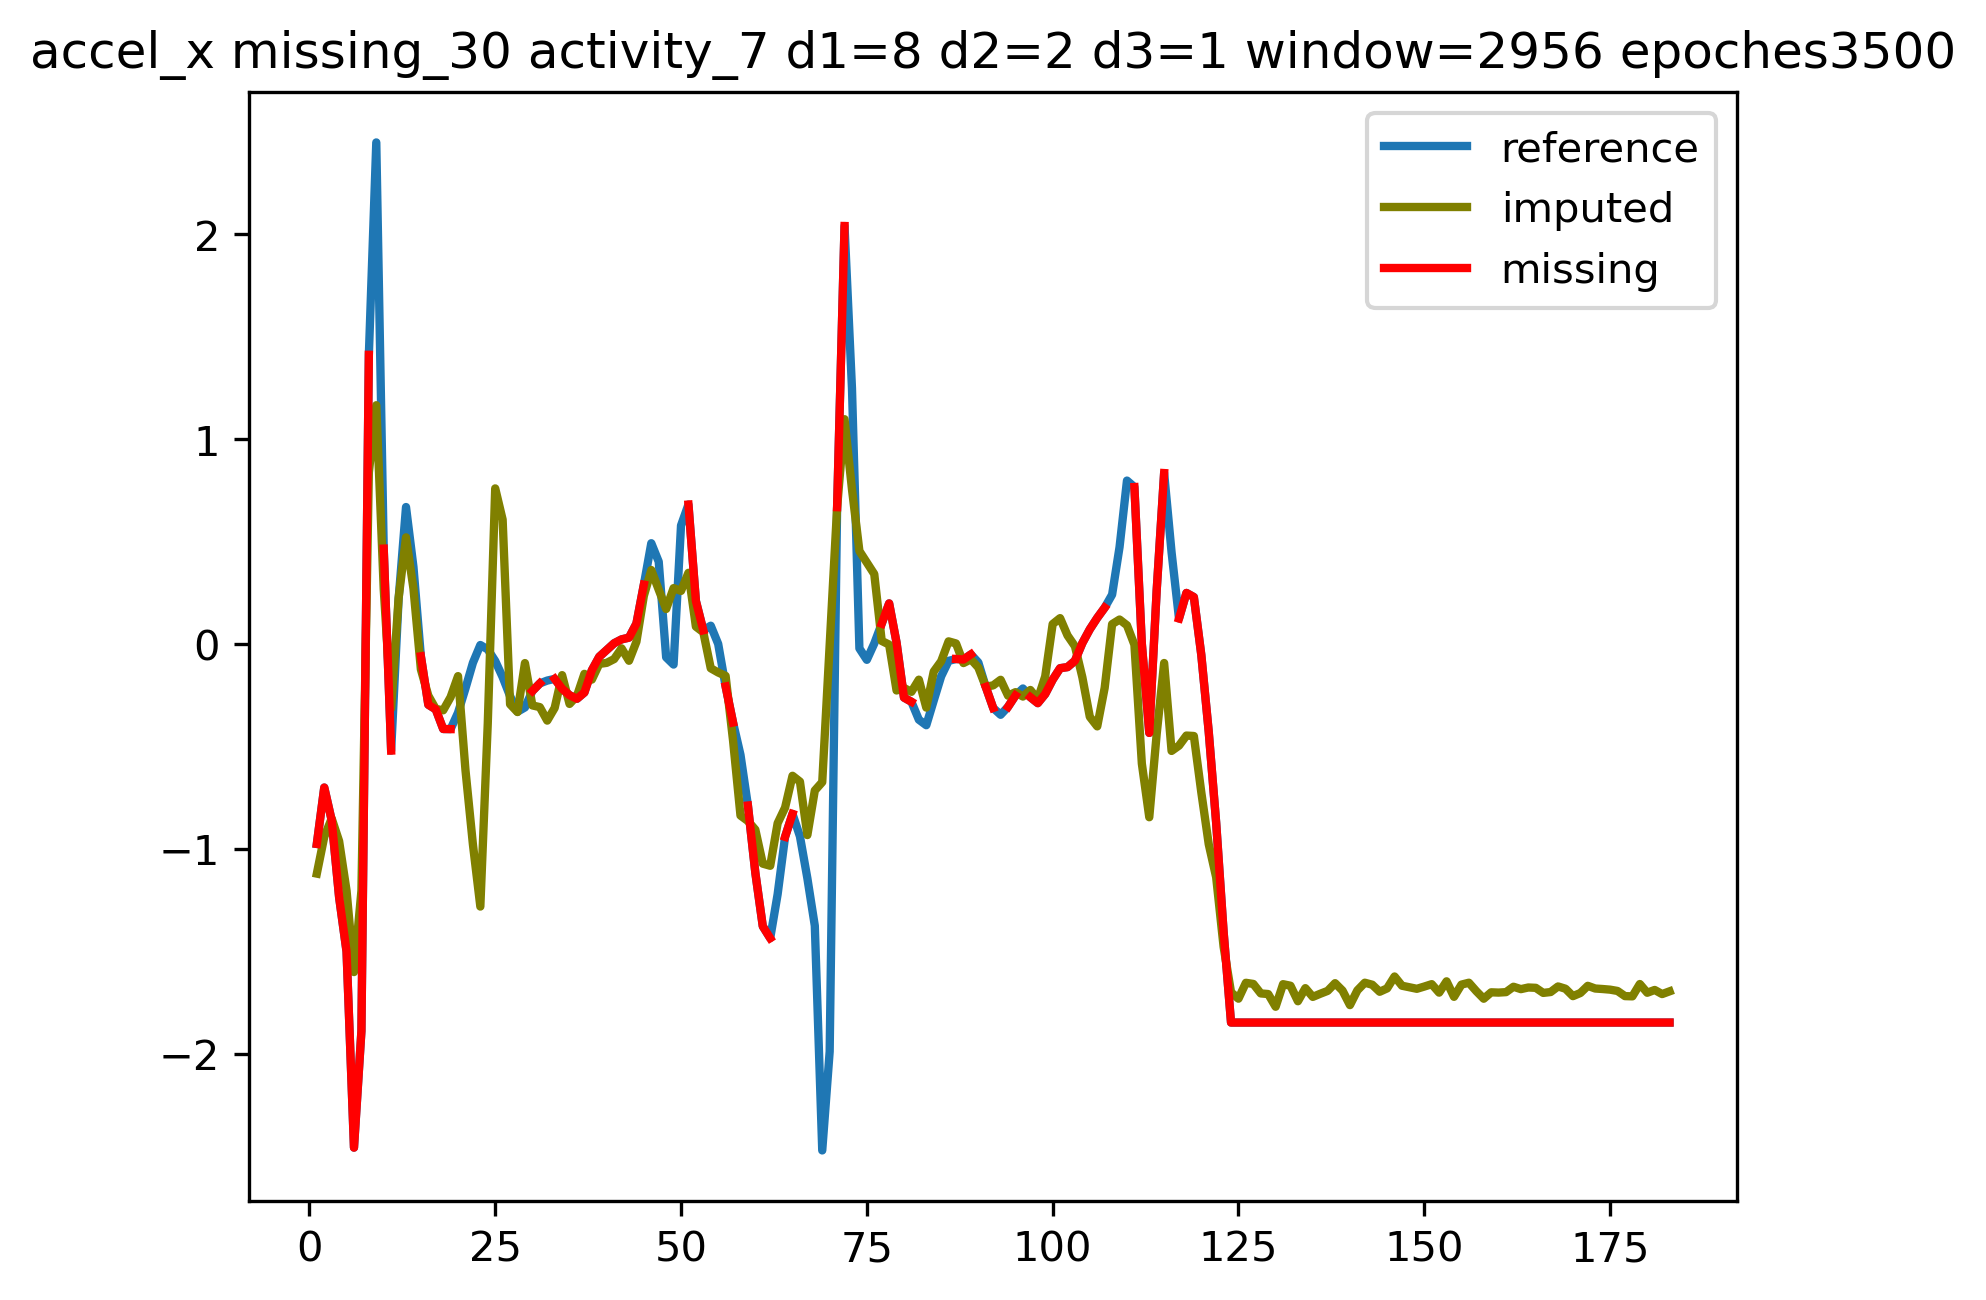 accel_x missing_30 activity_7 d1=8 d2=2 d3=1 window=2956 epoches3500
reference
imputed
missing
2
1
0
−1
−2
0 25 50 75 100 125 150 175